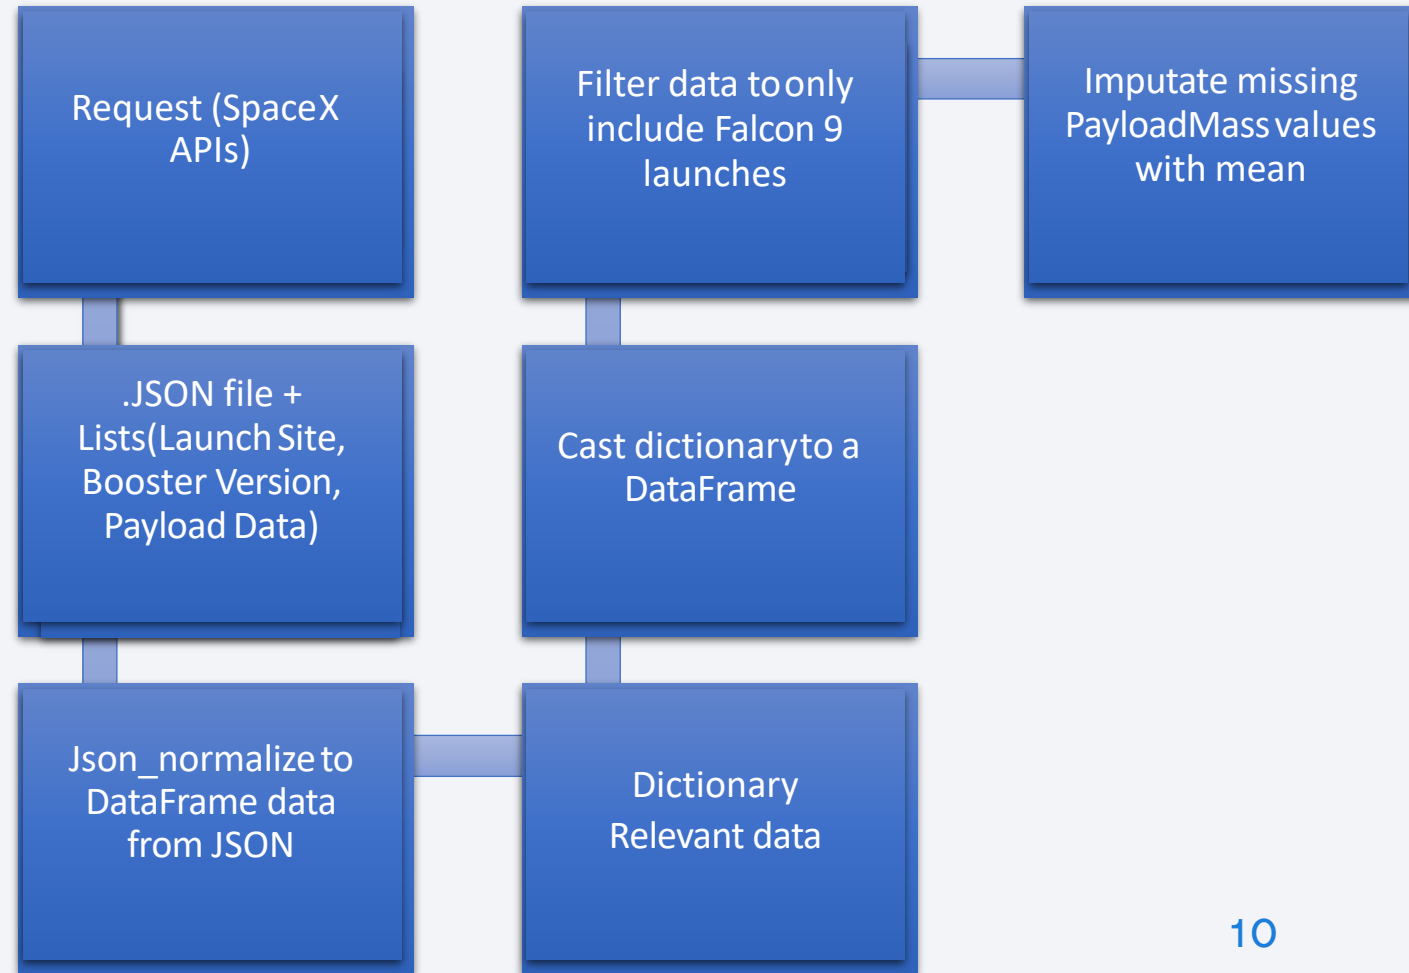 Request (SpaceX
APIs)
.JSON file +
Lists(Launch Site,
Booster Version,
Payload Data)
Json_normalize to
DataFrame data
from JSON
Dictionary
Relevant data
Cast dictionary to a
DataFrame
Filter data to only
include Falcon 9
launches
Imputate missing
PayloadMass values
with mean
10